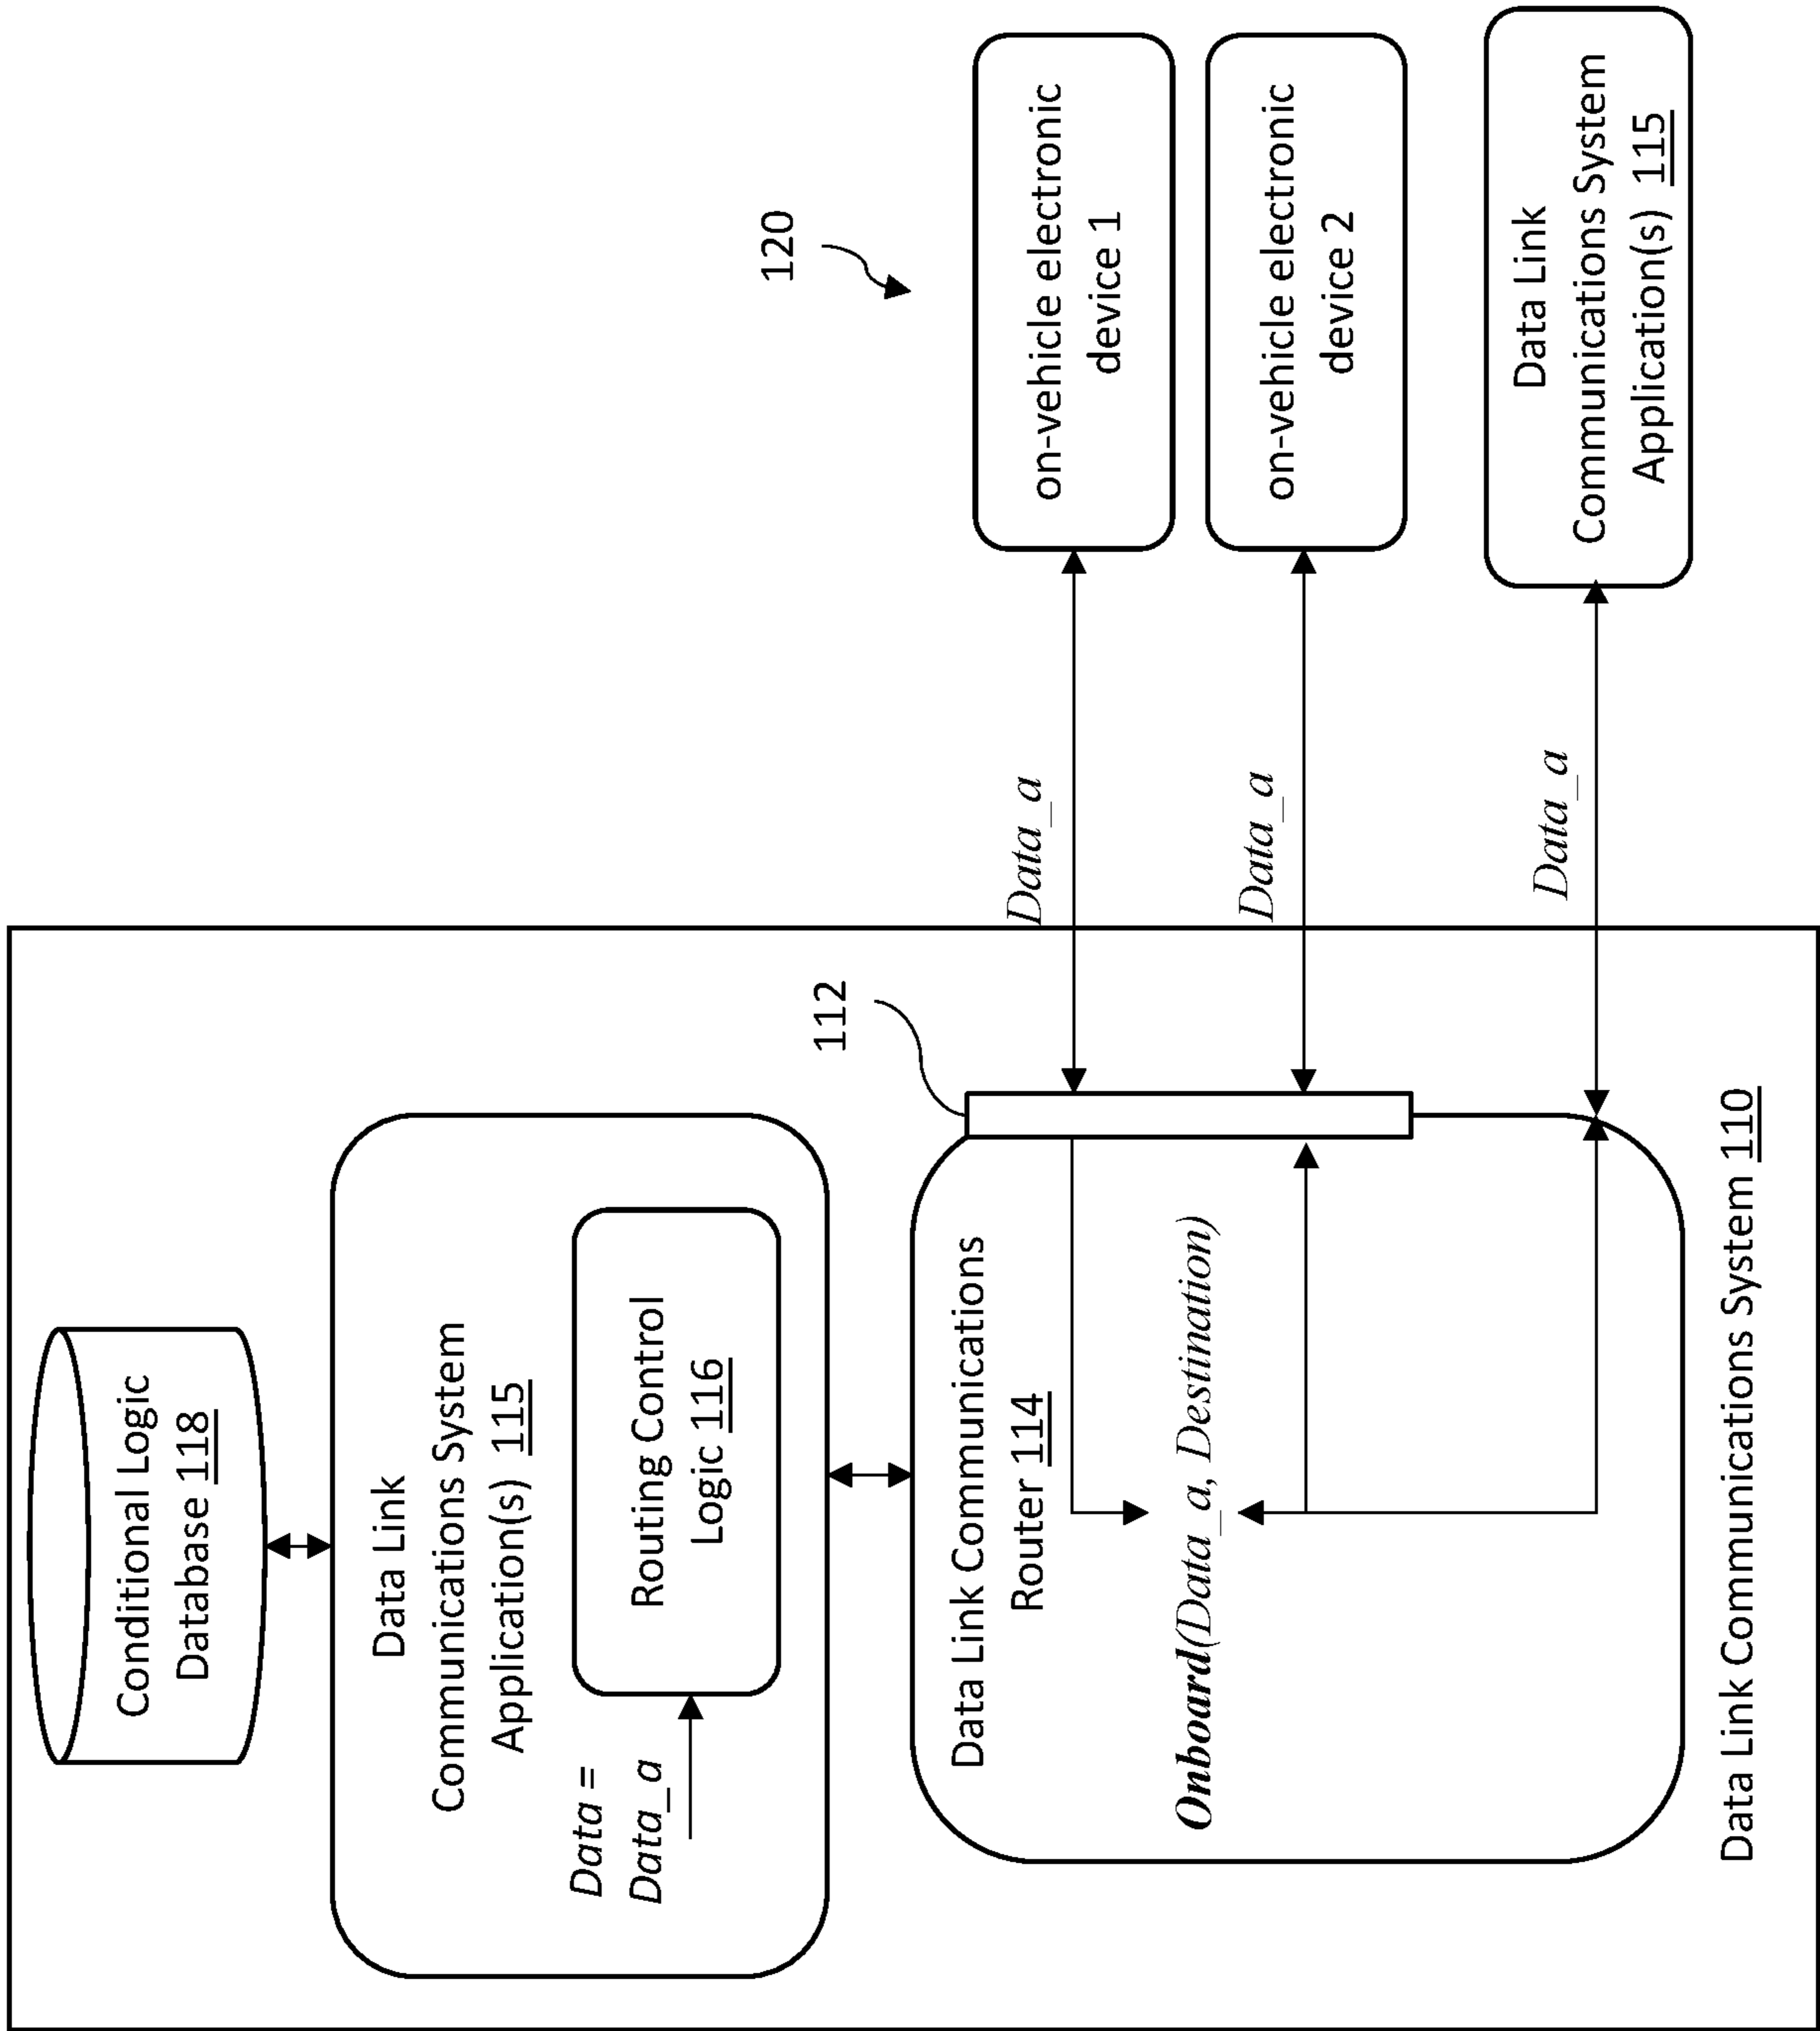 Conditional Logic
Database 118
Data Link
Communications System
Application(s) 115
Data =
Data_a
Routing Control
Logic 116
112
Data Link Communications
Router 114
Onboard(Data_a, Destination)
Data Link Communications System 110
Data_a
Data_a
Data_a
120
on-vehicle electronic
device 1
on-vehicle electronic
device 2
Data Link
Communications System
Application(s) 115